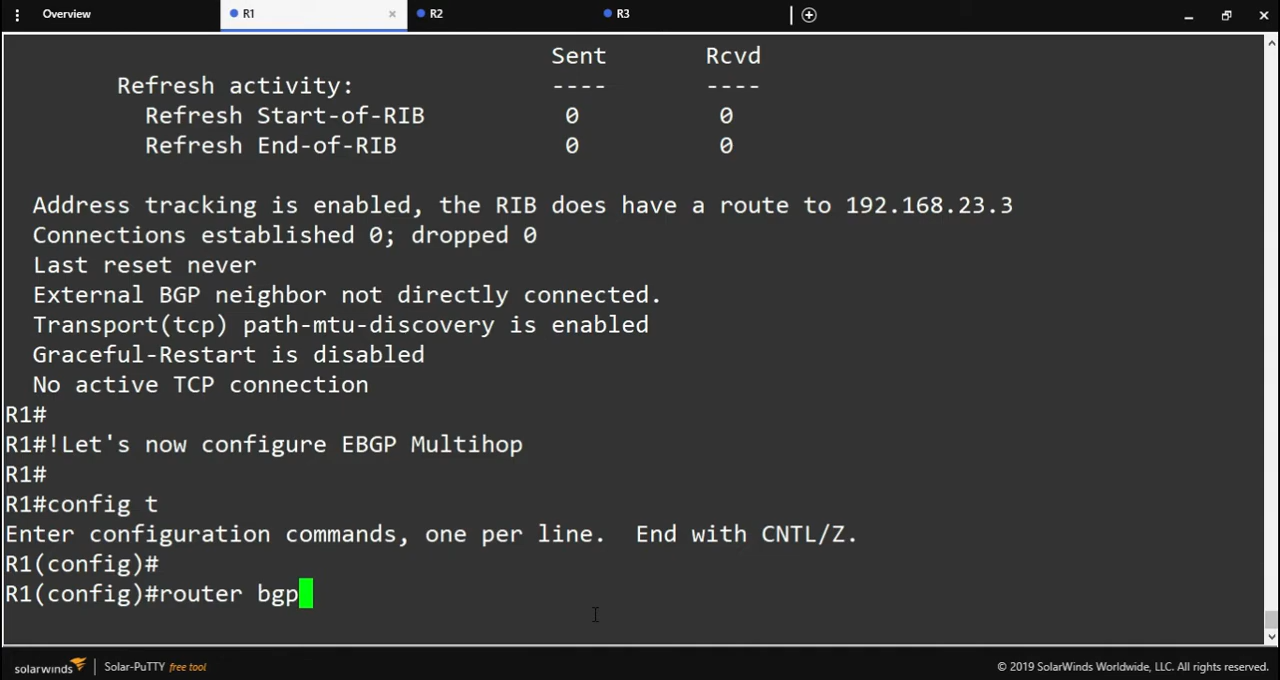 Overview R1 × R2 R3
Sent Rcvd
Refresh activity: ---- ----
Refresh Start-of-RIB 0 0
Refresh End-of-RIB 0 0
Address tracking is enabled, the RIB does have a route to 192.168.23.3
Connections established 0; dropped 0
Last reset never
External BGP neighbor not directly connected.
Transport(tcp) path-mtu-discovery is enabled
Graceful-Restart is disabled
No active TCP connection
R1#
R1#!Let's now configure EBGP Multihop
R1#
R1#config t
Enter configuration commands, one per line. End with CNTL/Z.
R1(config)#
R1(config)#router bgp
solarwinds Solar-PuTTY free tool © 2019 SolarWinds Worldwide, LLC. All rights reserved.